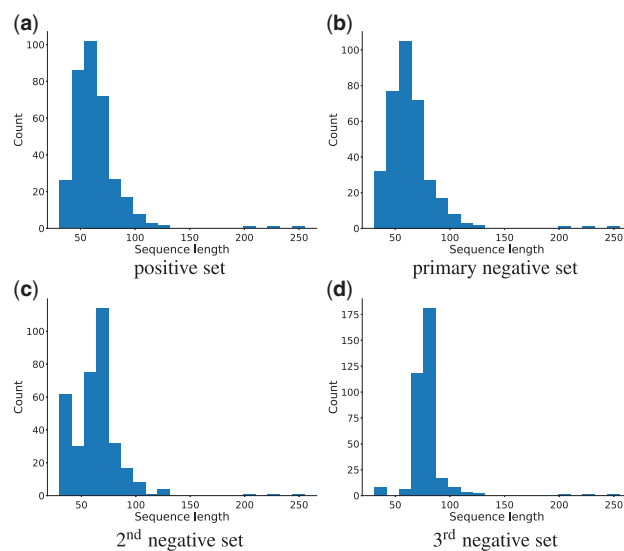 (a)
100
80
60
40
20
0
Count
50 100 150 200 250
Sequence length
positive set
(b)
100
80
60
40
20
0
Count
50 100 150 200 250
Sequence length
primary negative set
(c)
100
80
60
40
20
0
Count
50 100 150 200 250
Sequence length
2nd negative set
(d)
175
150
125
100
75
50
25
0
Count
50 100 150 200 250
Sequence length
3rd negative set